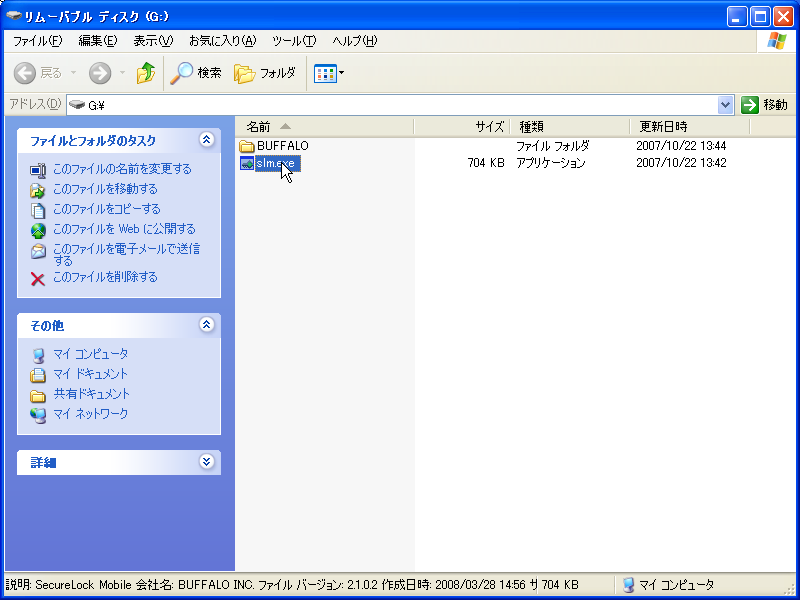 リムーバブル ディスク (G:)
ファイル(F) 編集(E) 表示(V) お気に入り(A) ツール(T) ヘルプ(H)
戻る 検索 フォルダ
アドレス(D) G:¥ 移動
ファイルとフォルダのタスク
このファイルの名前を変更する
このファイルを移動する
このファイルをコピーする
このファイルを Web に公開する
このファイルを電子メールで送信
する
このファイルを削除する
その他
マイ コンピュータ
マイ ドキュメント
共有ドキュメント
マイ ネットワーク
詳細
名前 サイズ 種類 更新日時
BUFFALO ファイル フォルダ 2007/10/22 13:44
slm.exe 704 KB アプリケーション 2007/10/22 13:42
説明: SecureLock Mobile 会社名: BUFFALO INC. ファイル バージョン: 2.1.0.2 作成日時: 2008/03/28 14:56 サ 704 KB マイ コンピュータ